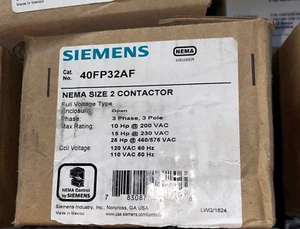 SIEMENS
NEMA
MEMBER
Cat.
No. 40FP32AF
NEMA SIZE 2 CONTACTOR
Full Voltage Type
Enclosure: Open
Phase: 3 Phase, 3 Pole
Max Rating: 10 Hp @ 200 VAC
15 Hp @ 230 VAC
25 Hp @ 460/575 VAC
Coil Voltage 120 VAC 60 Hz
110 VAC 50 Hz
NEMA Control
by SIEMENS
Siemens Industry, Inc., Norcross, GA USA
Made in Mexico
LWG/1624